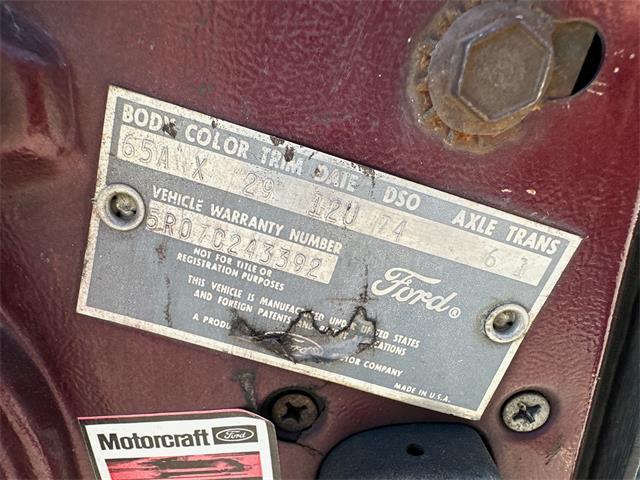 BODY COLOR TRIM DATE DSO AXLE TRANS
65A X 29 12U 74 6 1
VEHICLE WARRANTY NUMBER
5R07C243392
NOT FOR TITLE OR
REGISTRATION PURPOSES
Ford®
THIS VEHICLE IS MANUFACTURED UNDER UNITED STATES
AND FOREIGN PATENTS
A PRODUCT
Ford
MOTOR COMPANY
MADE IN U.S.A.
Motorcraft Ford